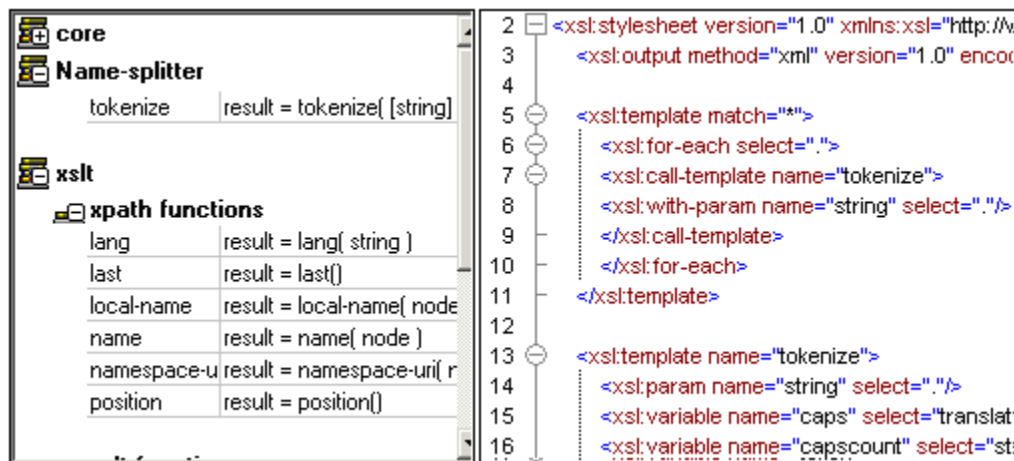 core
Name-splitter
tokenize result = tokenize( [string]
xslt
xpath functions
lang result = lang( string )
last result = last()
local-name result = local-name( node
name result = name( node )
namespace-u result = namespace-uri( r
position result = position()
2 <xsl:stylesheet version="1.0" xmlns:xsl="http://w
3 <xsl:output method="xml" version="1.0" encod
4
5 <xsl:template match="*">
6 <xsl:for-each select=".">
7 <xsl:call-template name="tokenize">
8 <xsl:with-param name="string" select="."/>
9 </xsl:call-template>
10 </xsl:for-each>
11 </xsl:template>
12
13 <xsl:template name="tokenize">
14 <xsl:param name="string" select="."/>
15 <xsl:variable name="caps" select="translat
16 <xsl:variable name="capscount" select="st